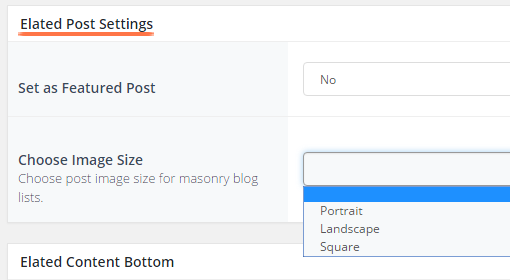 Elated Post Settings
Set as Featured Post
No
Choose Image Size
Choose post image size for masonry blog
lists.
Portrait
Landscape
Square
Elated Content Bottom